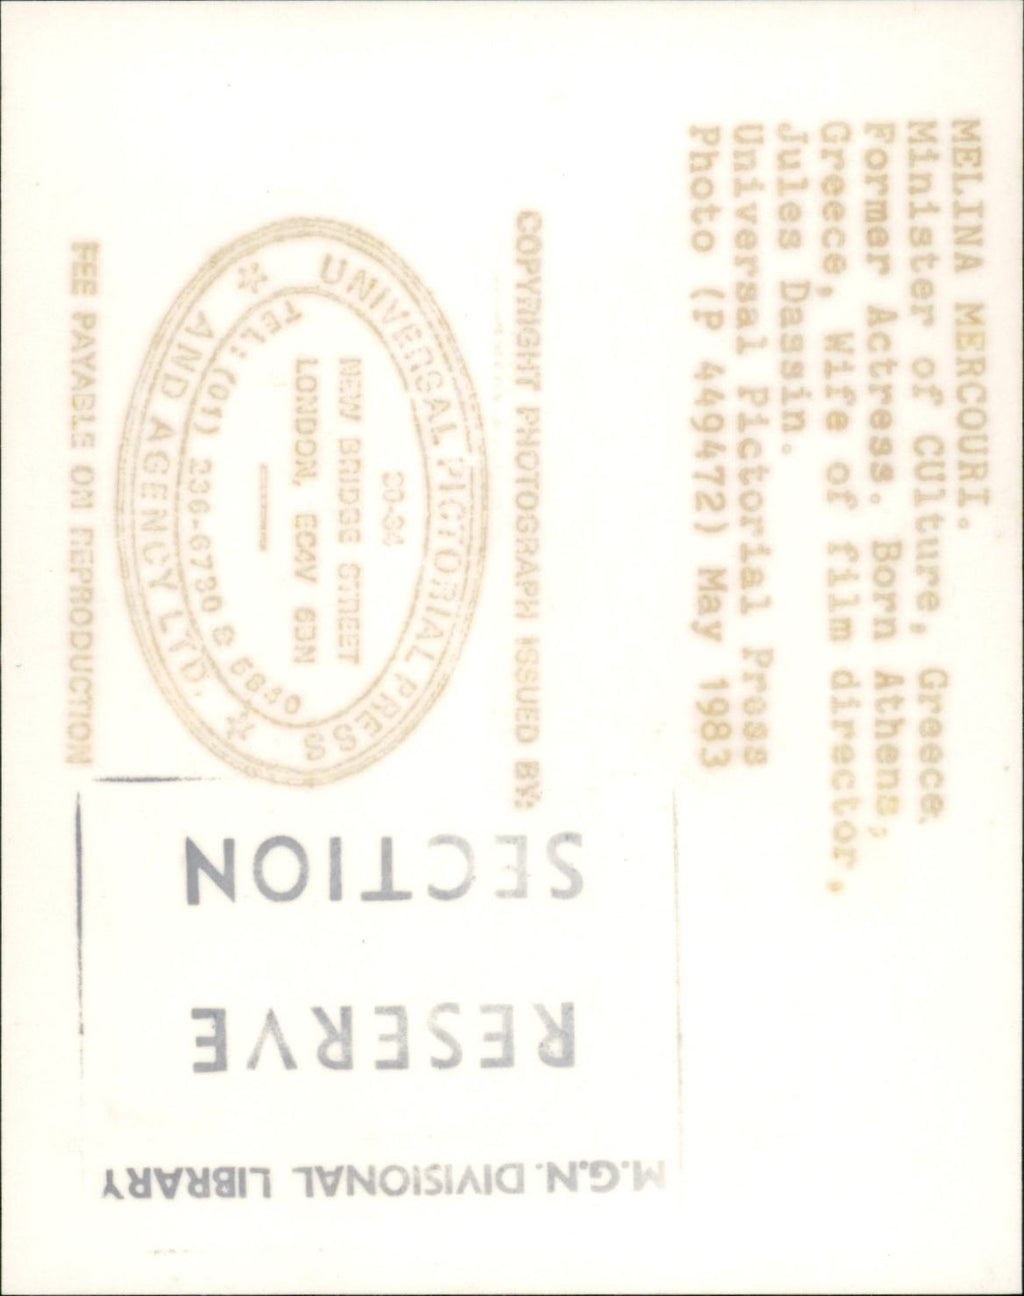 MELINA MERCOURI.
Minister of CUlture, Greece.
Former Actress. Born Athens,
Greece, Wife of film director,
Jules Dassin.
Universal Pictorial Press
Photo (P 449472) May 1983
COPYRIGHT PHOTOGRAPH ISSUED BY:
UNIVERSAL PICTORIAL PRESS
AND AGENCY LTD.
30-34
NEW BRIDGE STREET
LONDON, EC4V 6BN
TEL: (01) 236-6730
FEE PAYABLE ON REPRODUCTION
M.G.N. DIVISIONAL LIBRARY
RESERVE
SECTION